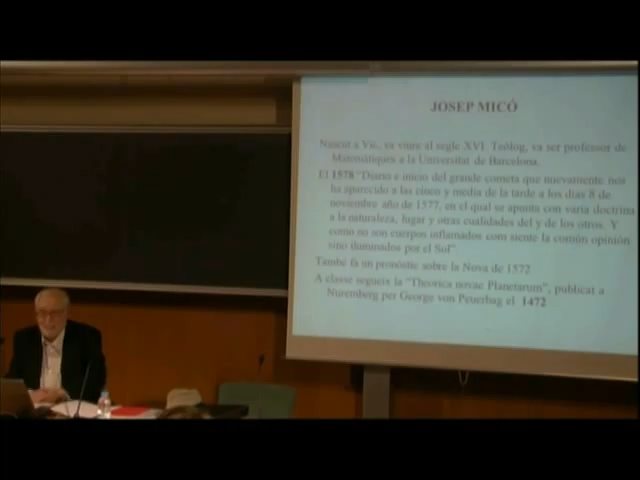 JOSEP MICÓ
Nascut a Vic, va viure al segle XVI. Teòleg, va ser professor de
Matemàtiques a la Universitat de Barcelona.
El 1578 "Diario e juicio del grande cometa que nuevamente nos
ha aparecido a las cinco y media de la tarde a los días 8 de
noviembre año de 1577, en el qual se apunta con varia doctrina
a la naturaleza, lugar y otras cualidades del y de los otros. Y
como no son cuerpos inflamados com siente la común opinión
sino iluminados por el Sol"
També fa un pronòstic sobre la Nova de 1572
A classe segueix la "Theorica novae Planetarum", publicat a
Nuremberg per George von Peuerbag el 1472